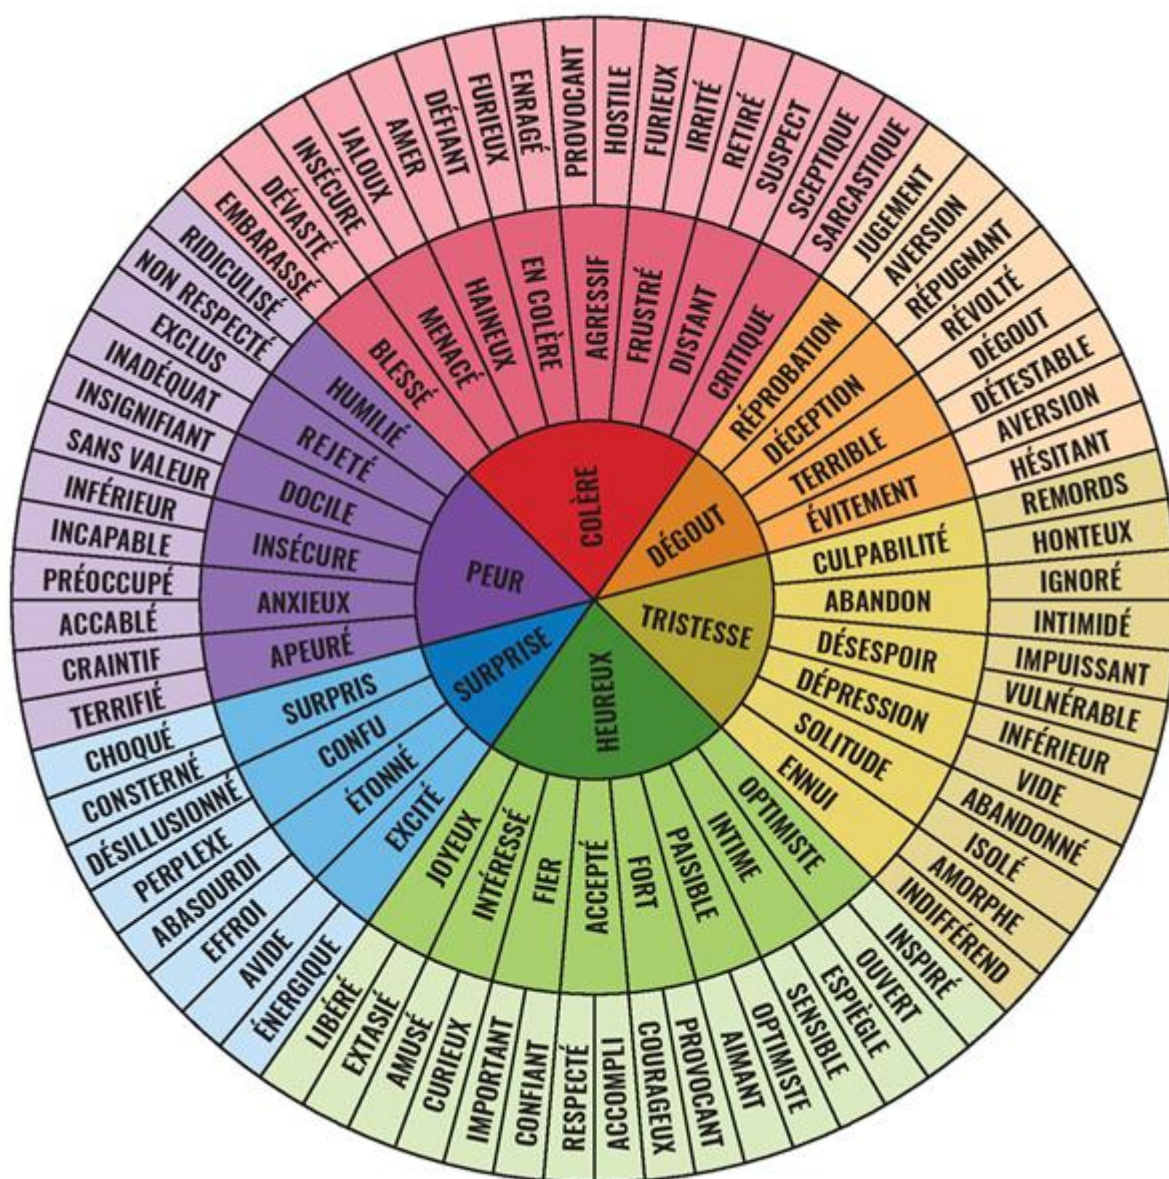 COLÈRE
DÉGOUT
TRISTESSE
HEUREUX
SURPRISE
PEUR
BLESSÉ
MENACÉ
HAINEUX
EN COLÈRE
AGRESSIF
FRUSTRÉ
DISTANT
CRITIQUE
RÉPROBATION
DÉCEPTION
TERRIBLE
ÉVITEMENT
CULPABILITÉ
ABANDON
DÉSESPOIR
DÉPRESSION
SOLITUDE
ENNUI
OPTIMISTE
INTIME
PAISIBLE
FORT
ACCEPTÉ
FIER
INTÉRESSÉ
JOYEUX
EXCITÉ
ÉTONNÉ
CONFU
SURPRIS
APEURÉ
ANXIEUX
INSÉCURE
DOCILE
REJETÉ
HUMILIÉ
EMBARASSÉ
DÉVASTÉ
INSÉCURE
JALOUX
AMER
DÉFIANT
FURIEUX
ENRAGÉ
PROVOCANT
HOSTILE
FURIEUX
IRRITÉ
RETIRÉ
SUSPECT
SCEPTIQUE
SARCASTIQUE
JUGEMENT
AVERSION
RÉPUGNANT
RÉVOLTÉ
DÉGOUT
DÉTESTABLE
AVERSION
HÉSITANT
REMORDS
HONTEUX
IGNORÉ
INTIMIDÉ
IMPUISSANT
VULNÉRABLE
INFÉRIEUR
VIDE
ABANDONNÉ
ISOLÉ
AMORPHE
INDIFFÉREND
INSPIRÉ
OUVERT
ESPIÈGLE
SENSIBLE
OPTIMISTE
AIMANT
PROVOCANT
COURAGEUX
ACCOMPLI
RESPECTÉ
CONFIANT
IMPORTANT
CURIEUX
AMUSÉ
EXTASIÉ
LIBÉRÉ
ÉNERGIQUE
AVIDE
EFFROI
ABASOURDI
PERPLEXE
DÉSILLUSIONNÉ
CONSTERNÉ
CHOQUÉ
TERRIFIÉ
CRAINTIF
ACCABLÉ
PRÉOCCUPÉ
INCAPABLE
INFÉRIEUR
SANS VALEUR
INSIGNIFIANT
INADÉQUAT
EXCLUS
NON RESPECTÉ
RIDICULISÉ